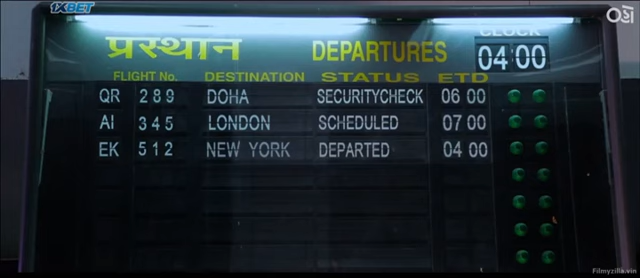 1XBET
प्रस्थान DEPARTURES CLOCK 04 00
FLIGHT No. DESTINATION STATUS ETD
QR 289 DOHA SECURITYCHECK 06 00
AI 345 LONDON SCHEDULED 07 00
EK 512 NEW YORK DEPARTED 04 00
Filmyzilla.vin